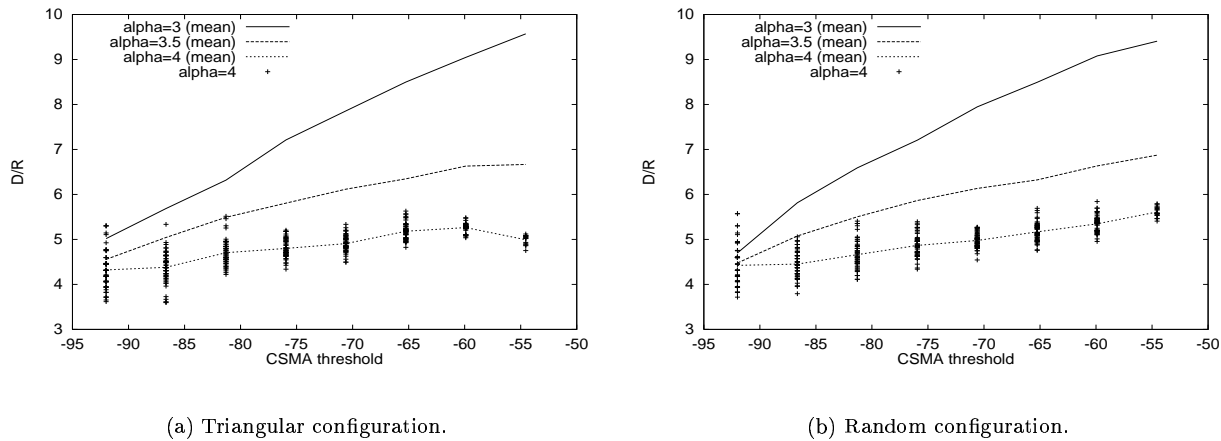 10
9
8
7
6
5
4
3
D/R
alpha=3 (mean)
alpha=3.5 (mean)
alpha=4 (mean)
alpha=4
-95 -90 -85 -80 -75 -70 -65 -60 -55 -50
CSMA threshold
(a) Triangular configuration.
10
9
8
7
6
5
4
3
D/R
alpha=3 (mean)
alpha=3.5 (mean)
alpha=4 (mean)
alpha=4
-95 -90 -85 -80 -75 -70 -65 -60 -55 -50
CSMA threshold
(b) Random configuration.